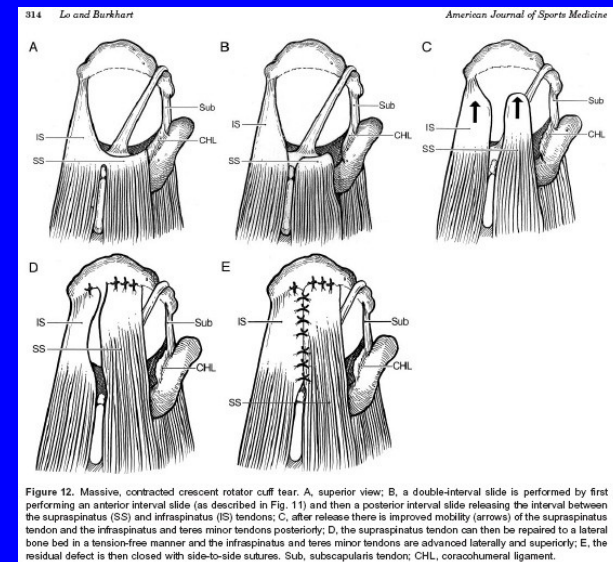 314 Lo and Burkhart American Journal of Sports Medicine
A B C
Sub
IS
CHL
SS
Sub
IS
CHL
SS
Sub
IS
CHL
SS
D E
Sub
IS
SS
CHL
IS
Sub
CHL
SS
Figure 12. Massive, contracted crescent rotator cuff tear. A, superior view; B, a double-interval slide is performed by first
performing an anterior interval slide (as described in Fig. 11) and then a posterior interval slide releasing the interval between
the supraspinatus (SS) and infraspinatus (IS) tendons; C, after release there is improved mobility (arrows) of the supraspinatus
tendon and the infraspinatus and teres minor tendons posteriorly; D, the supraspinatus tendon can then be repaired to a lateral
bone bed in a tension-free manner and the infraspinatus and teres minor tendons are advanced laterally and superiorly; E, the
residual defect is then closed with side-to-side sutures. Sub, subscapularis tendon; CHL, coracohumeral ligament.